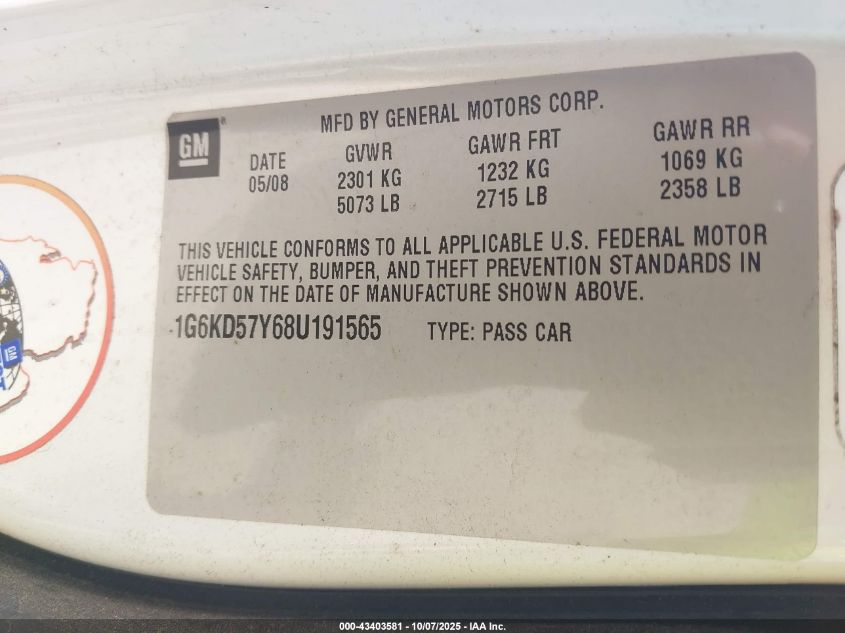 MFD BY GENERAL MOTORS CORP.
GM
DATE
05/08
GVWR
2301 KG
5073 LB
GAWR FRT
1232 KG
2715 LB
GAWR RR
1069 KG
2358 LB
THIS VEHICLE CONFORMS TO ALL APPLICABLE U.S. FEDERAL MOTOR
VEHICLE SAFETY, BUMPER, AND THEFT PREVENTION STANDARDS IN
EFFECT ON THE DATE OF MANUFACTURE SHOWN ABOVE.
1G6KD57Y68U191565 TYPE: PASS CAR
GM
000-43403581 - 10/07/2025 - IAA Inc.